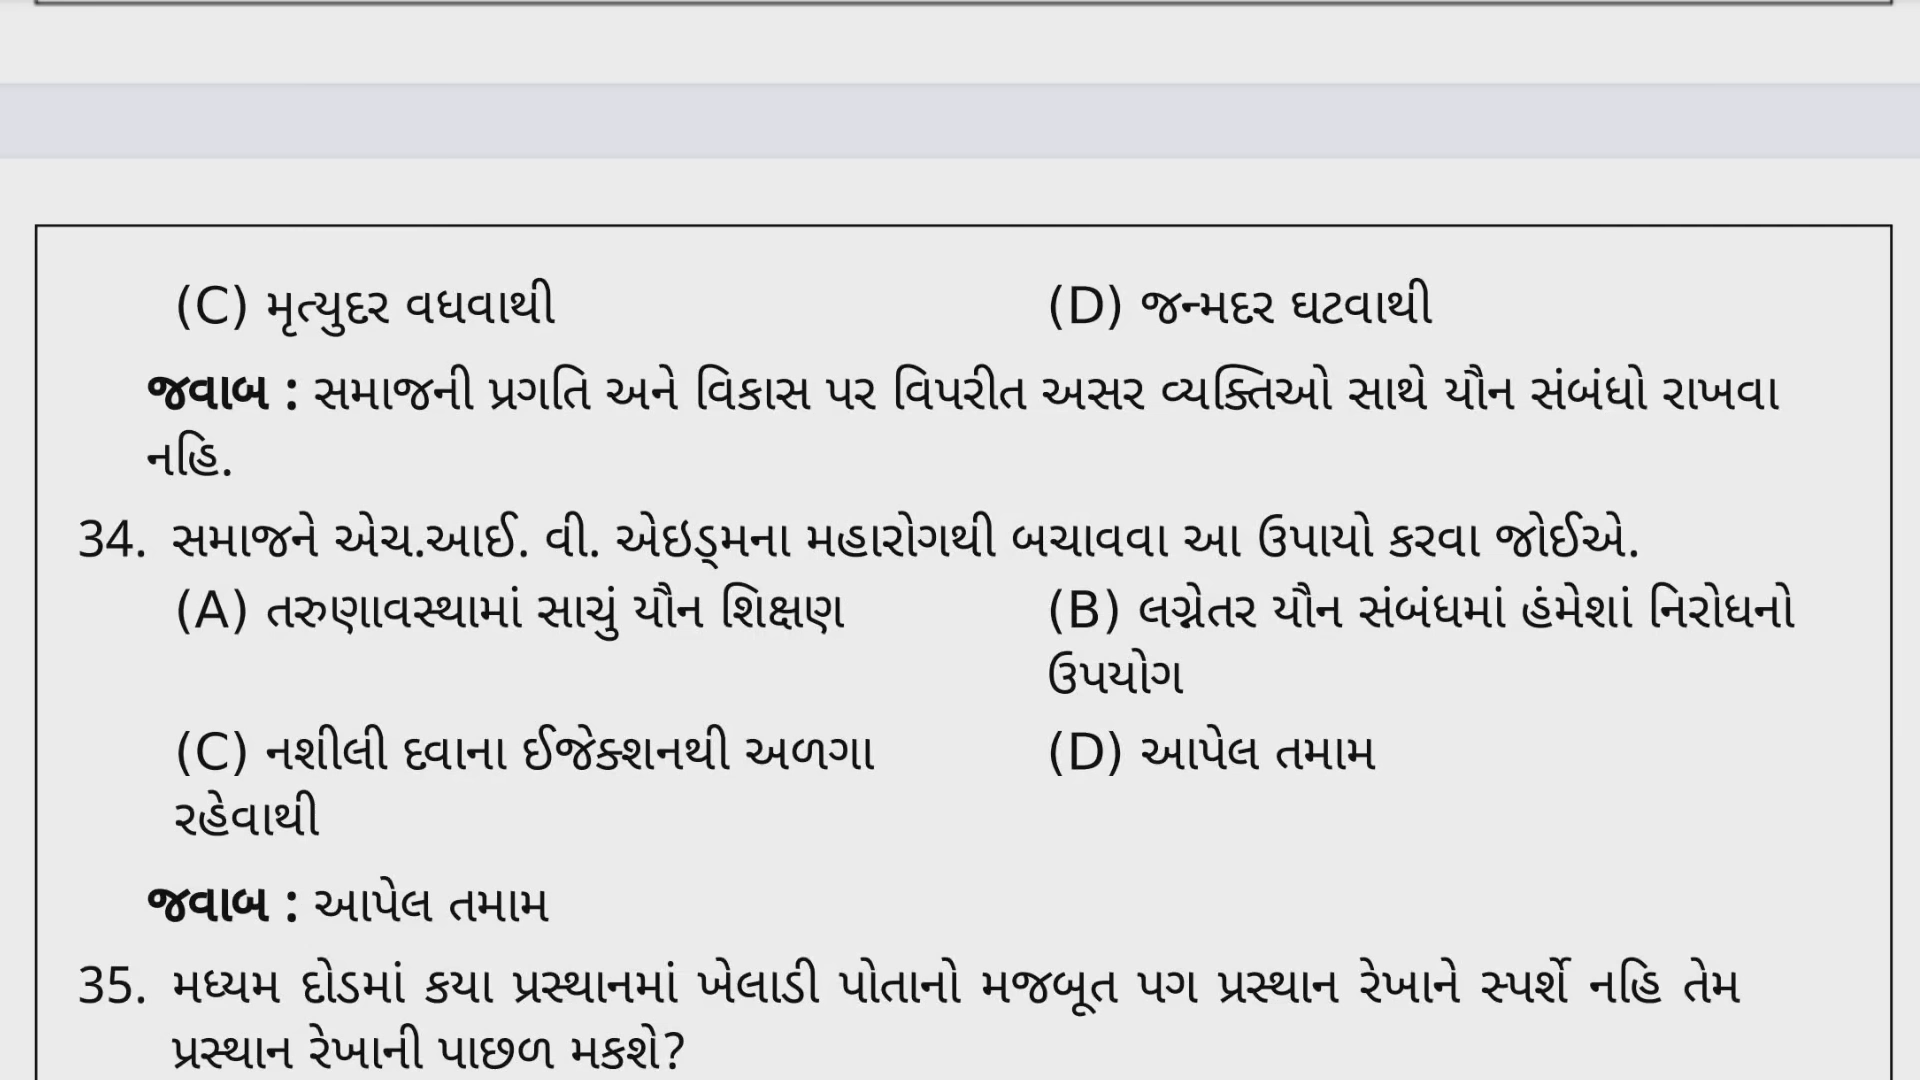 (C) મૃત્યુદર વધવાથી (D) જન્મદર ઘટવાથી
જવાબ : સમાજની પ્રગતિ અને વિકાસ પર વિપરીત અસર વ્યક્તિઓ સાથે યૌન સંબંધો રાખવા
નહિ.
34. સમાજને એચ.આઈ. વી. એઇડ્મના મહારોગથી બચાવવા આ ઉપાયો કરવા જોઈએ.
(A) તરુણાવસ્થામાં સાચું યૌન શિક્ષણ (B) લગ્નેતર યૌન સંબંધમાં હંમેશાં નિરોધનો
ઉપયોગ
(C) નશીલી દવાના ઈજેક્શનથી અળગા (D) આપેલ તમામ
રહેવાથી
જવાબ : આપેલ તમામ
35. મધ્યમ દોડમાં કયા પ્રસ્થાનમાં ખેલાડી પોતાનો મજબૂત પગ પ્રસ્થાન રેખાને સ્પર્શે નહિ તેમ
પ્રસ્થાન રેખાની પાછળ મકશે?